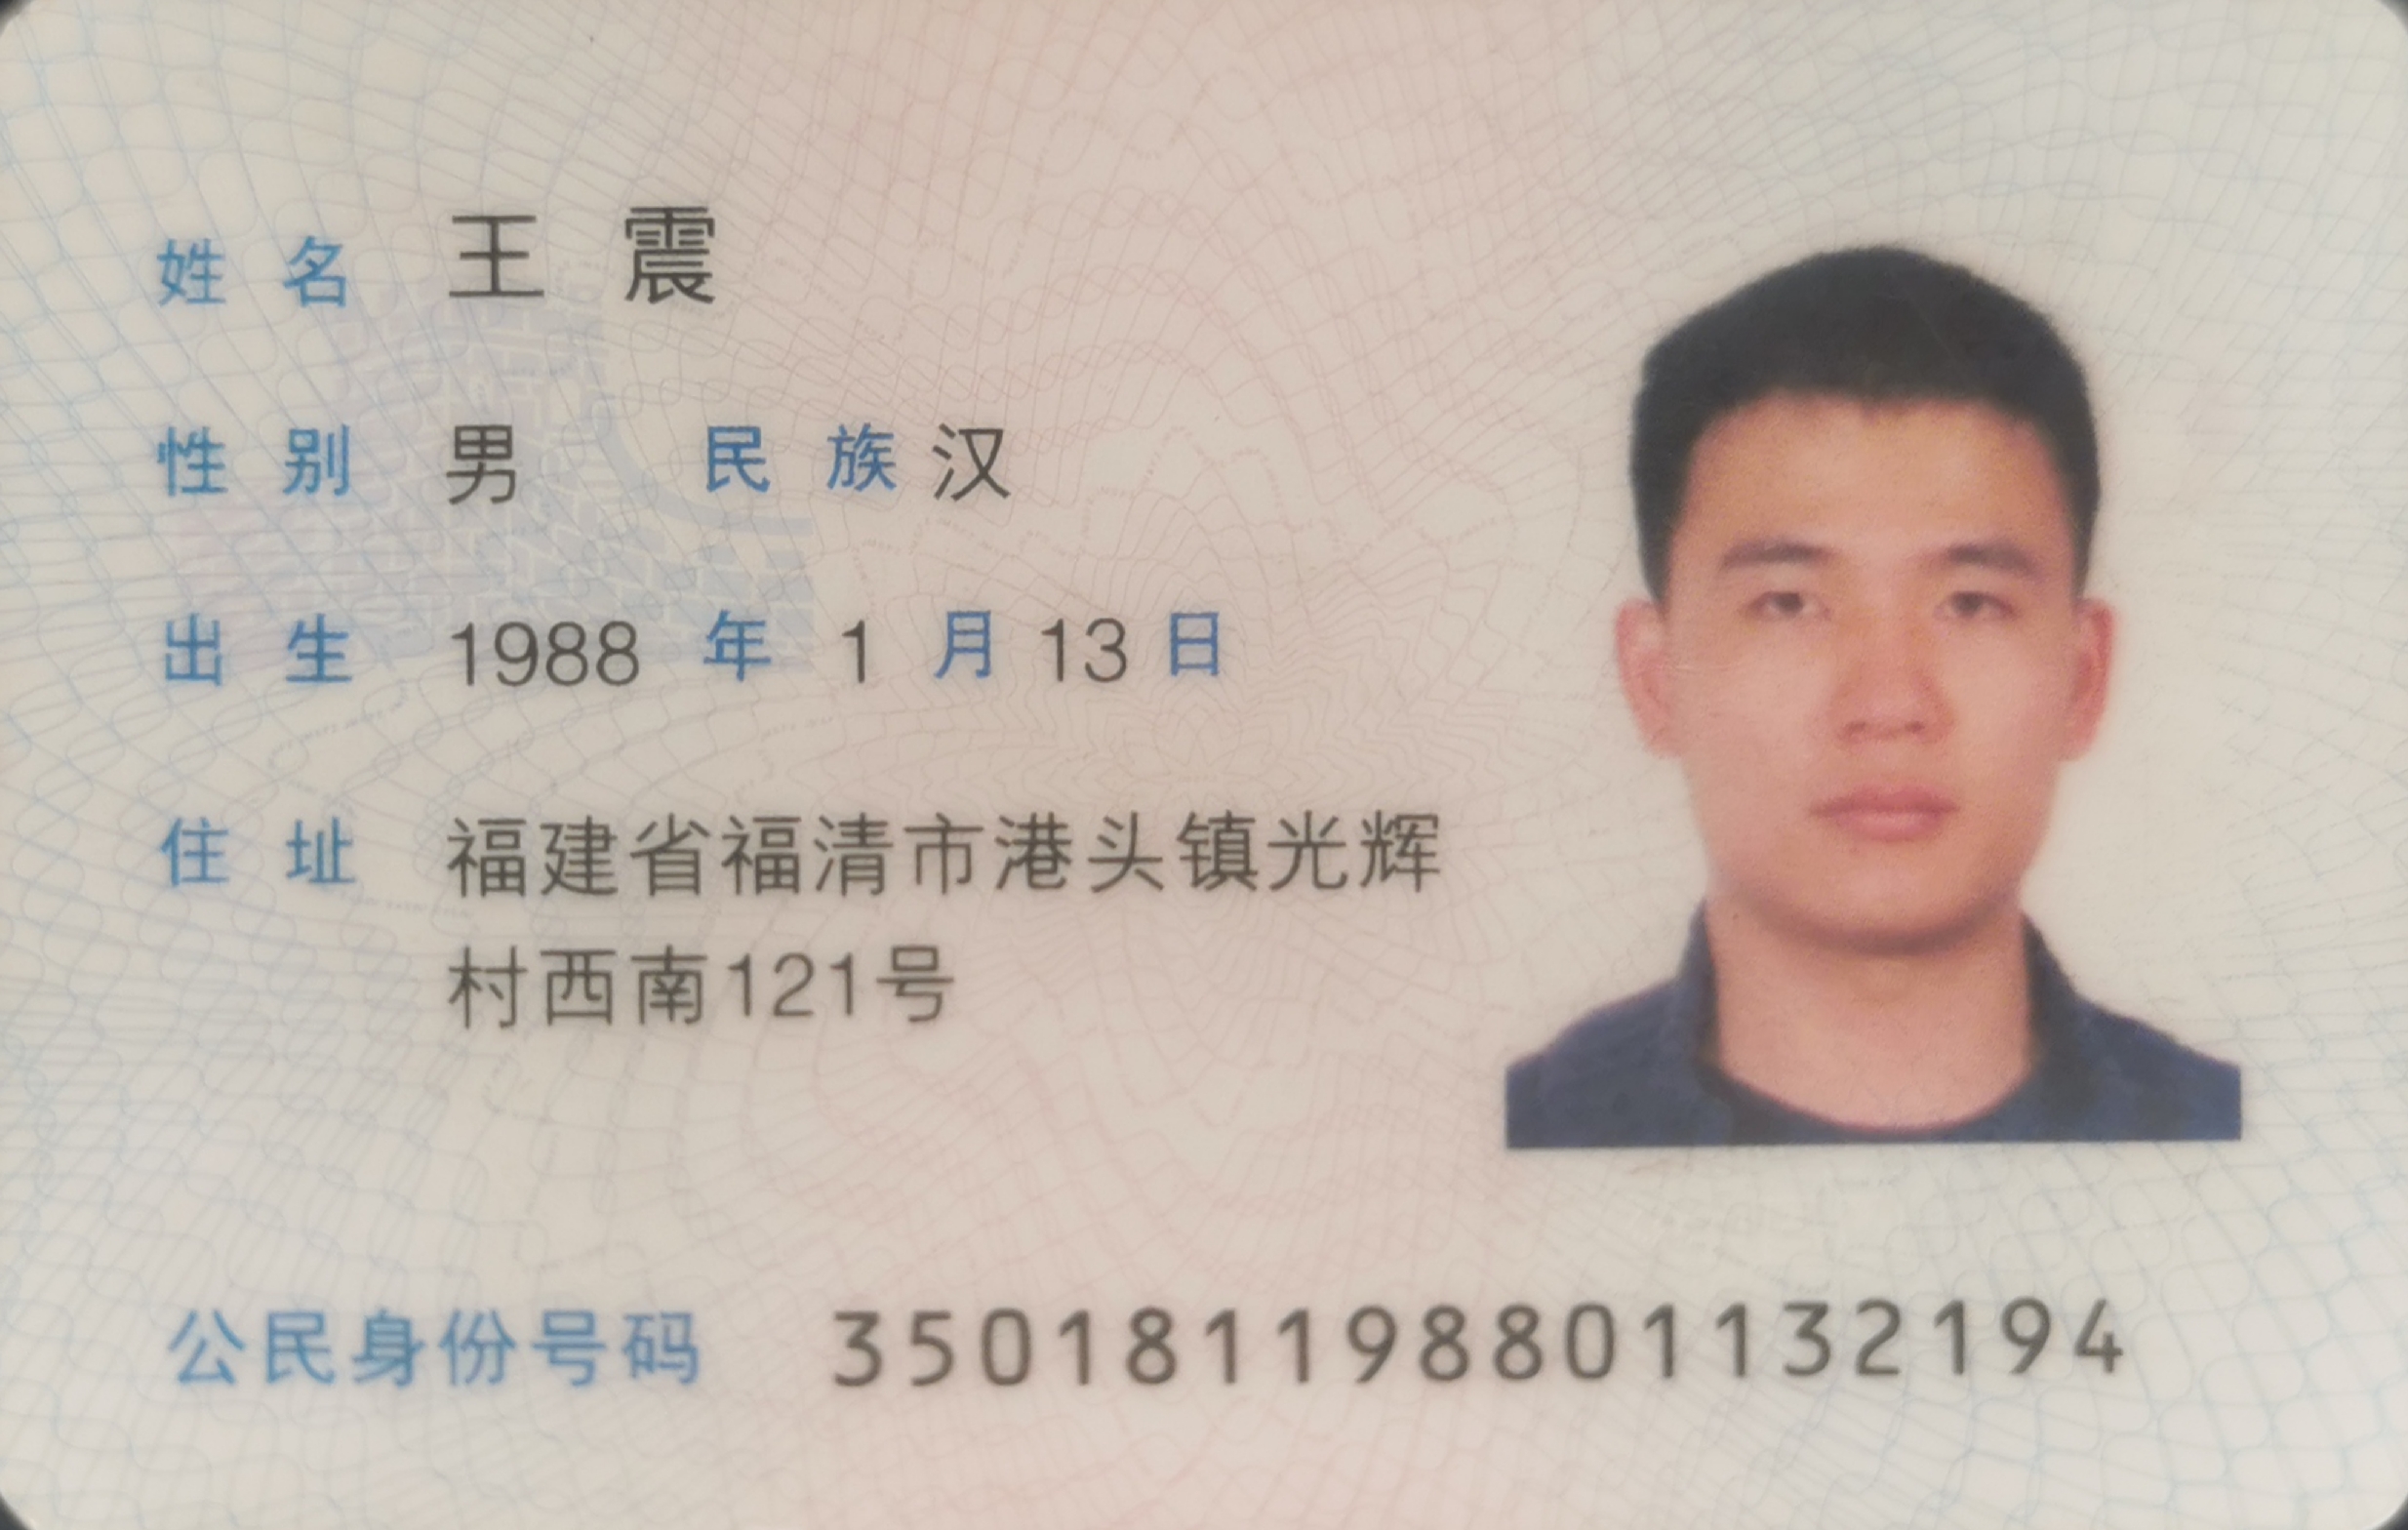 姓名 王震
性别 男 民族 汉
出生 1988 年 1 月 13 日
住址 福建省福清市港头镇光辉
村西南121号
公民身份号码 350181198801132194